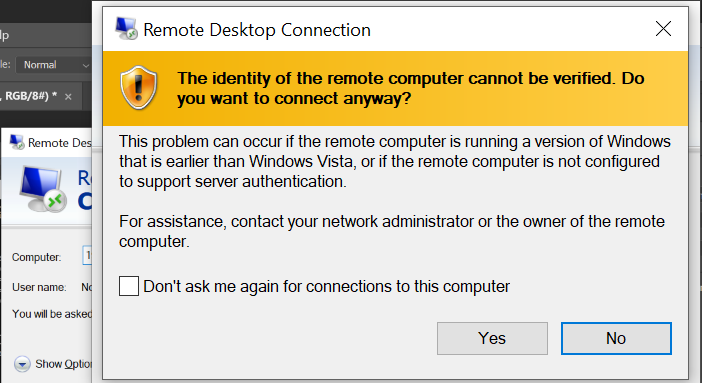 Remote Desktop Connection
lp
The identity of the remote computer cannot be verified. Do
you want to connect anyway?
le:
Normal
, RGB/8#) * ×
This problem can occur if the remote computer is running a version of Windows
that is earlier than Windows Vista, or if the remote computer is not configured
to support server authentication.
Remote Des
Re
C
For assistance, contact your network administrator or the owner of the remote
computer.
Computer:
1
Don't ask me again for connections to this computer
User name:
No
You will be asked
Yes
No
Show Optio